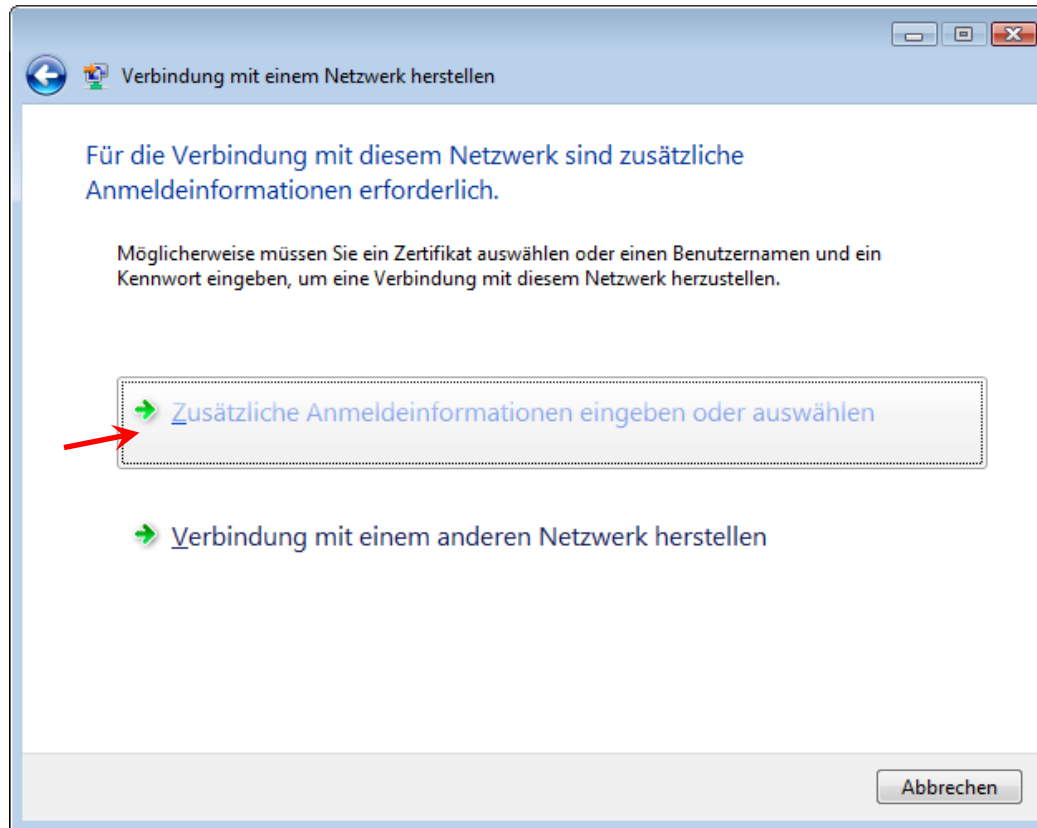 Verbindung mit einem Netzwerk herstellen
Für die Verbindung mit diesem Netzwerk sind zusätzliche
Anmeldeinformationen erforderlich.
Möglicherweise müssen Sie ein Zertifikat auswählen oder einen Benutzernamen und ein
Kennwort eingeben, um eine Verbindung mit diesem Netzwerk herzustellen.
Zusätzliche Anmeldeinformationen eingeben oder auswählen
Verbindung mit einem anderen Netzwerk herstellen
Abbrechen